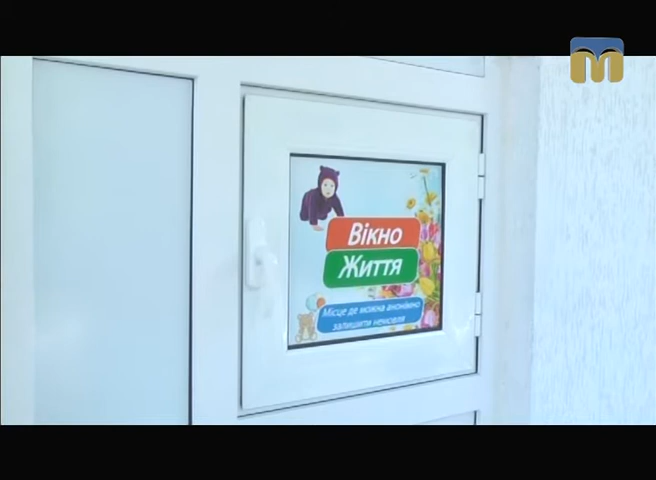 Вікно
Життя
Місце де можна анонімно
залишити немовля